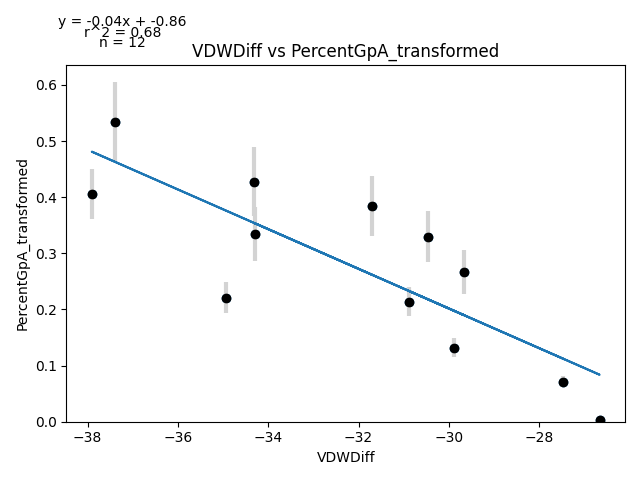 y = -0.04x + -0.86
r^2 = 0.68
n = 12
VDWDiff vs PercentGpA_transformed
PercentGpA_transformed
0.6
0.5
0.4
0.3
0.2
0.1
0.0
−38 −36 −34 −32 −30 −28
VDWDiff